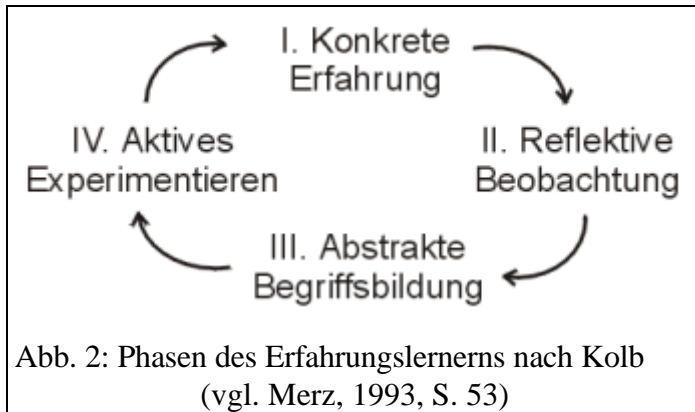 I. Konkrete
Erfahrung
II. Reflektive
Beobachtung
III. Abstrakte
Begriffsbildung
IV. Aktives
Experimentieren
Abb. 2: Phasen des Erfahrungslernerns nach Kolb
(vgl. Merz, 1993, S. 53)